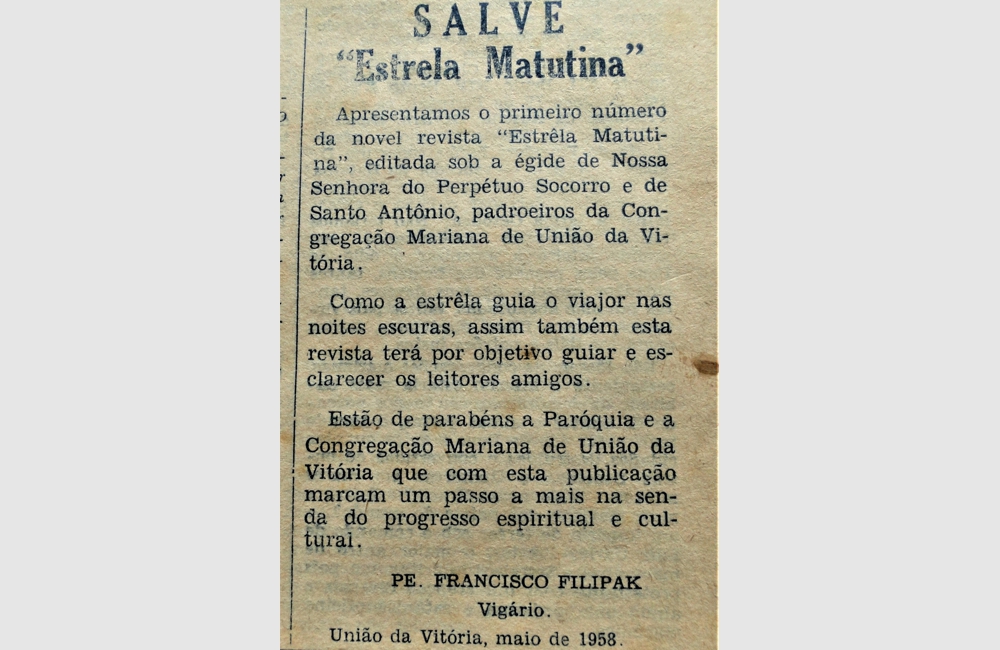 SALVE
“Estrela Matutina”
Apresentamos o primeiro número
da novel revista “Estrêla Matuti-
na”, editada sob a égide de Nossa
Senhora do Perpétuo Socorro e de
Santo Antônio, padroeiros da Con-
gregação Mariana de União da Vi-
tória.
Como a estrêla guia o viajor nas
noites escuras, assim também esta
revista terá por objetivo guiar e es-
clarecer os leitores amigos.
Estão de parabéns a Paróquia e a
Congregação Mariana de União da
Vitória que com esta publicação
marcam um passo a mais na sen-
da do progresso espiritual e cul-
tural.
PE. FRANCISCO FILIPAK
Vigário.
União da Vitória, maio de 1958.